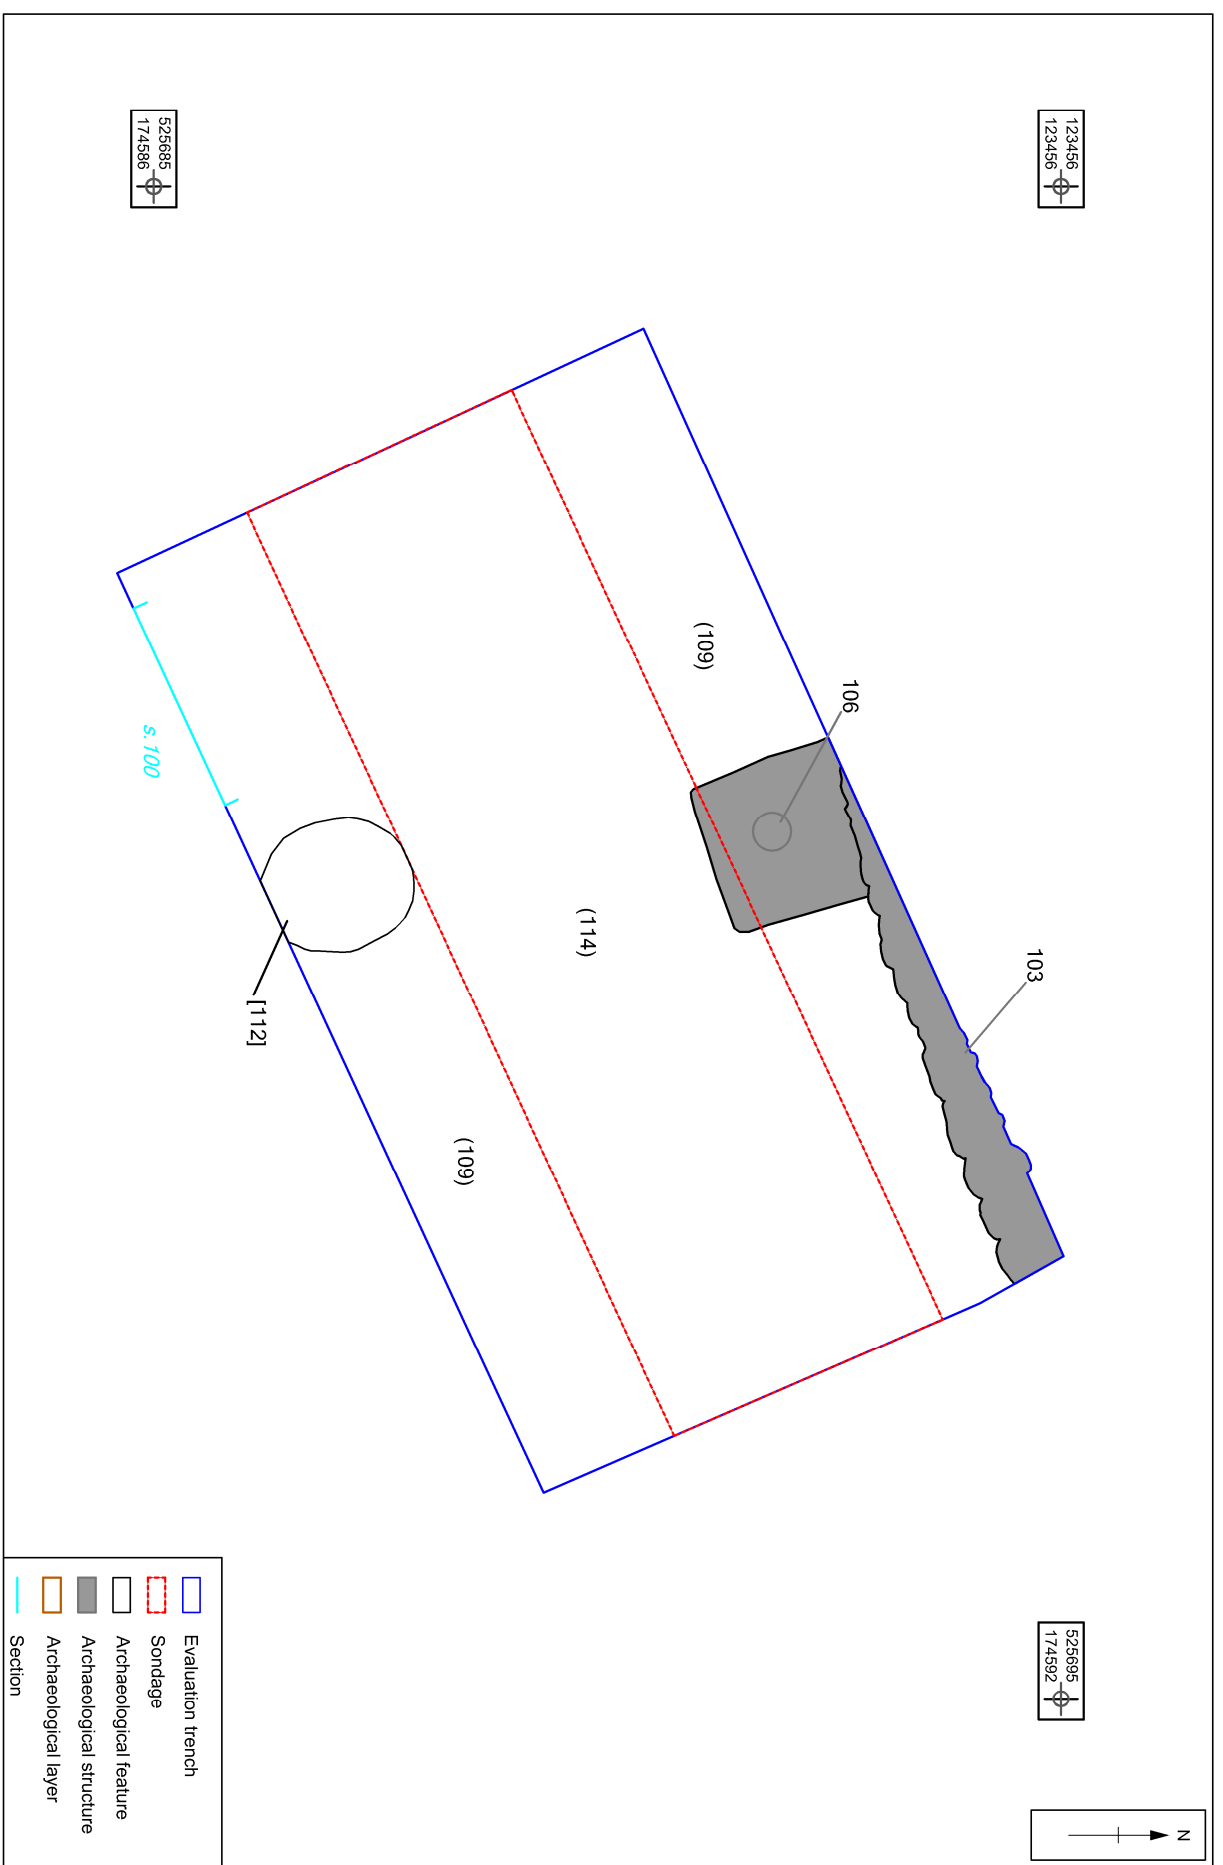 123456
123456
525695
174592
N
525685
174586
103
106
(109)
(114)
[112]
(109)
s.100
Evaluation trench
Sondage
Archaeological feature
Archaeological structure
Archaeological layer
Section